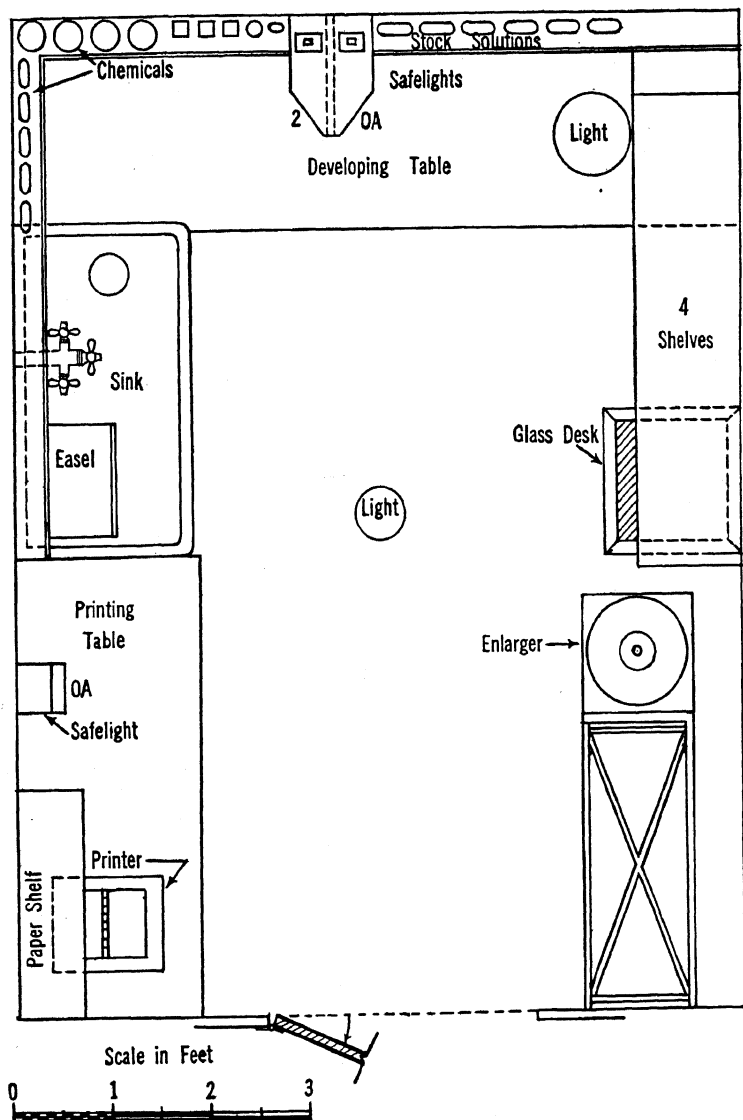 Stock Solutions
Chemicals
Safelights
2 OA
Light
Developing Table
4
Shelves
Sink
Glass Desk
Easel
Light
Printing
Table
Enlarger
OA
Safelight
Printer
Paper Shelf
Scale in Feet
0 1 2 3